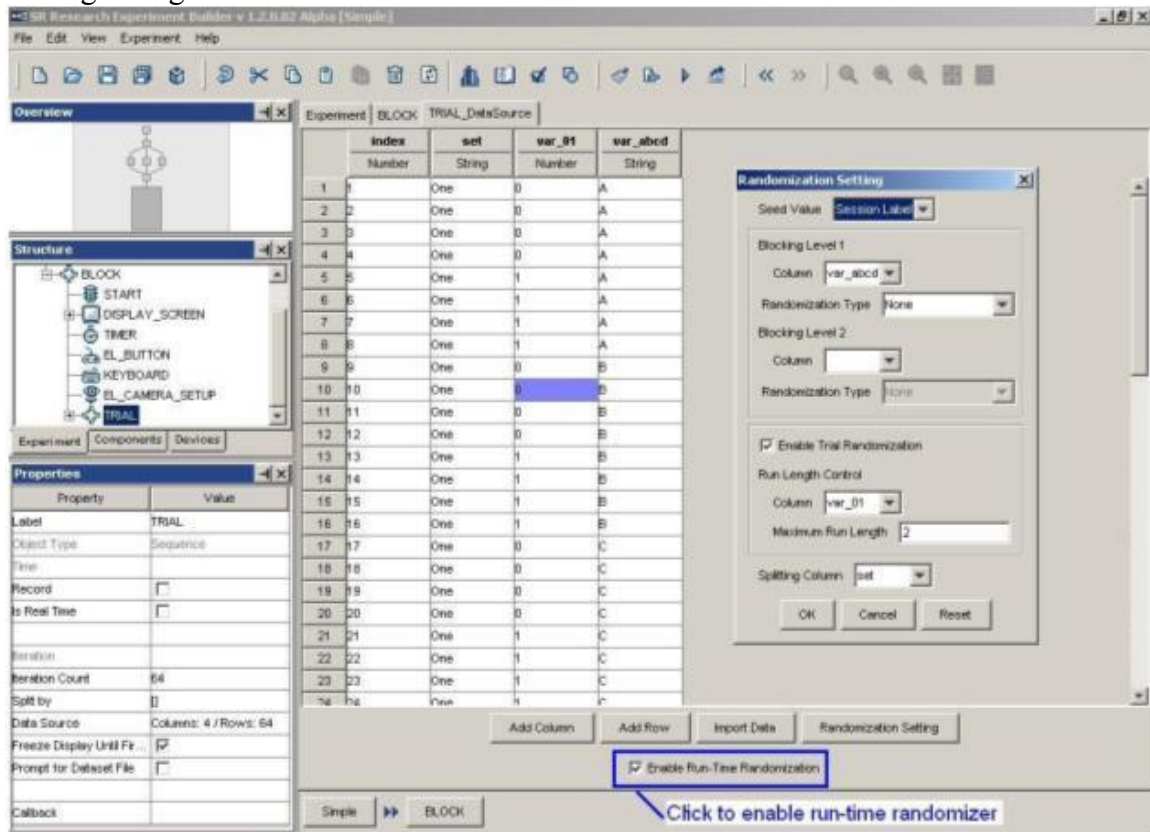 SR Research Experiment Builder v 1.2.0.82 Alpha [Simple]
File Edit View Experiment Help
Overview
Experiment BLOCK TRIAL_DataSource
index set var_01 var_abcd
Number String Number String
1 1 One 0 A
2 2 One 0 A
3 3 One 0 A
4 4 One 0 A
5 5 One 1 A
6 6 One 1 A
7 7 One 1 A
8 8 One 1 A
9 9 One 0 B
10 10 One 0 B
11 11 One 0 B
12 12 One 0 B
13 13 One 1 B
14 14 One 1 B
15 15 One 1 B
16 16 One 1 B
17 17 One 0 C
18 18 One 0 C
19 19 One 0 C
20 20 One 0 C
21 21 One 1 C
22 22 One 1 C
23 23 One 1 C
24 24 One 1 C
Structure
BLOCK
START
DISPLAY_SCREEN
TIMER
EL_BUTTON
KEYBOARD
EL_CAMERA_SETUP
TRIAL
Experiment Components Devices
Properties
Property Value
Label TRIAL
Object Type Sequence
Time
Record
Is Real Time
Iteration
Iteration Count 64
Split by []
Data Source Columns: 4 / Rows: 64
Freeze Display Until Fir...
Prompt for Dataset File
Callback
Randomization Setting
Seed Value Session Label
Blocking Level 1
Column var_abcd
Randomization Type None
Blocking Level 2
Column
Randomization Type None
Enable Trial Randomization
Run Length Control
Column var_01
Maximum Run Length 2
Splitting Column set
OK Cancel Reset
Add Column Add Row Import Data Randomization Setting
Enable Run-Time Randomization
Simple BLOCK
Click to enable run-time randomizer